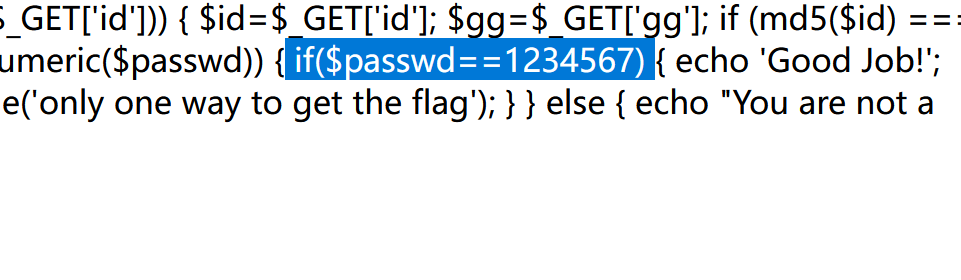 _GET['id'])) { $id=$_GET['id']; $gg=$_GET['gg']; if (md5($id) ===
umeric($passwd)) { if($passwd==1234567) { echo 'Good Job!';
e('only one way to get the flag'); } } else { echo "You are not a